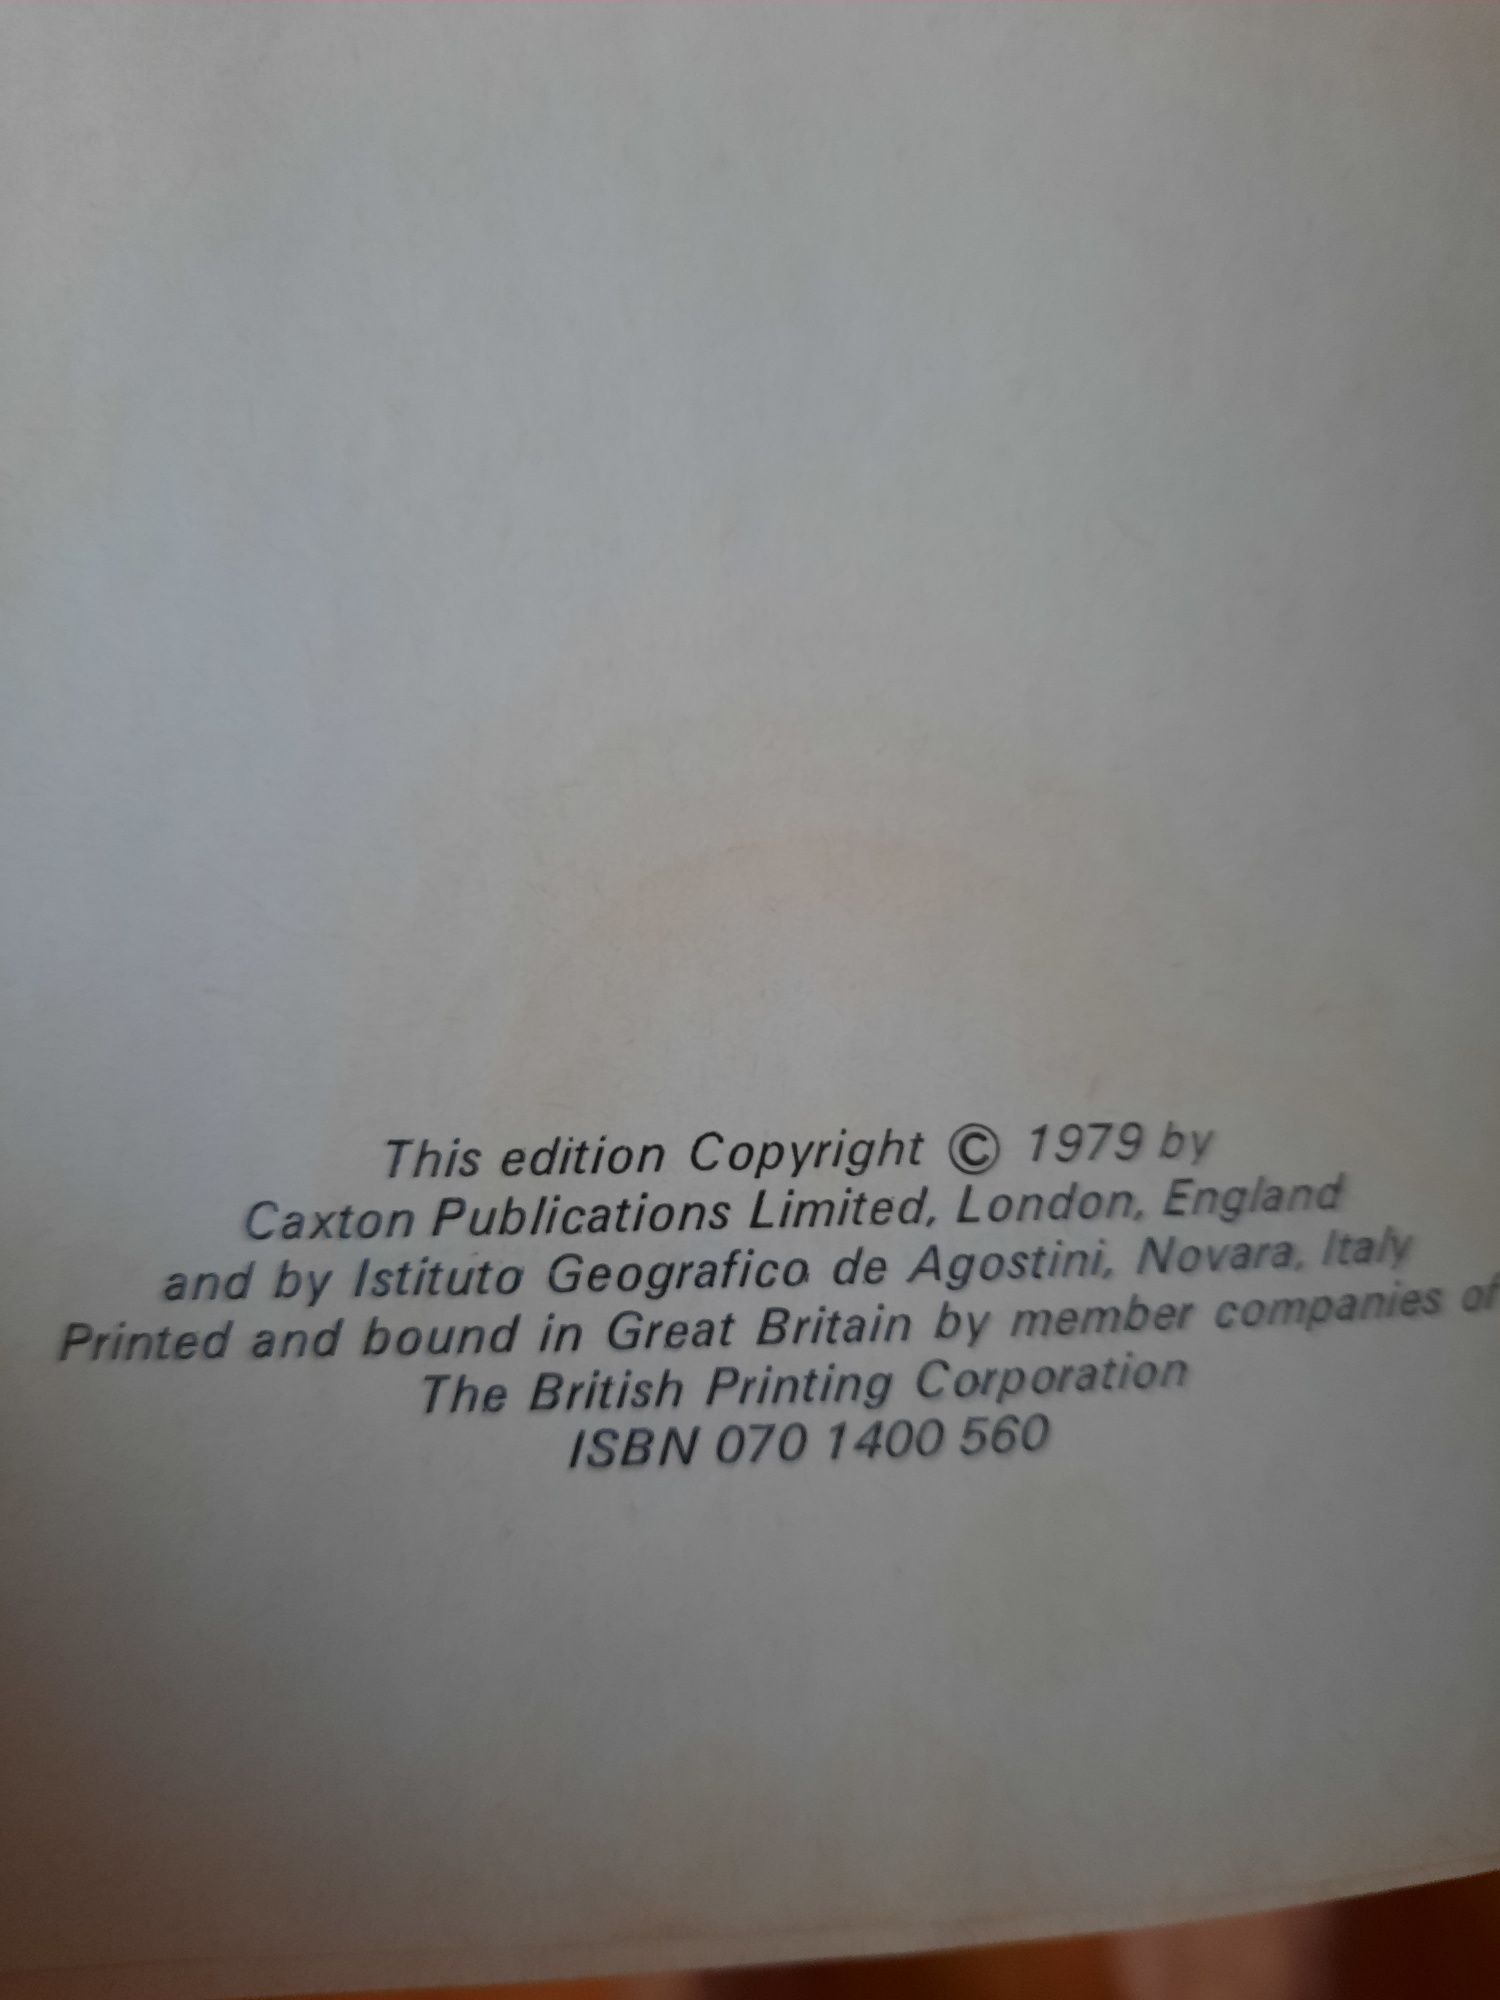 This edition Copyright © 1979 by
Caxton Publications Limited, London, England
and by Istituto Geografico de Agostini, Novara, Italy
Printed and bound in Great Britain by member companies of
The British Printing Corporation
ISBN 070 1400 560